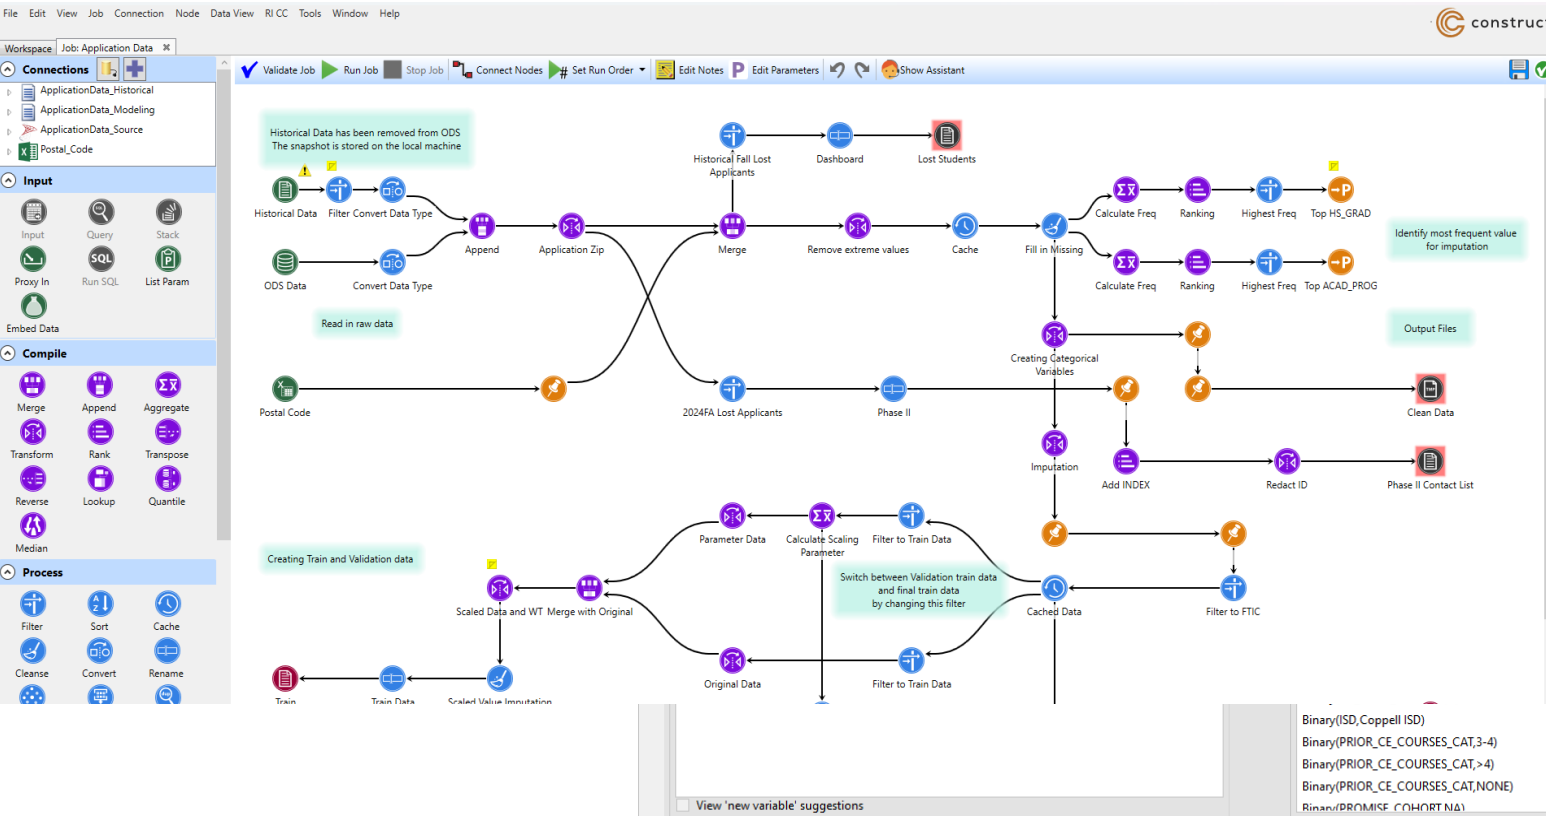 File Edit View Job Connection Node Data View RI CC Tools Window Help
construct
Workspace Job: Application Data
Connections
ApplicationData_Historical
ApplicationData_Modeling
ApplicationData_Source
Postal_Code
Input
Input Query Stack
Proxy In Run SQL List Param
Embed Data
Compile
Merge Append Aggregate
Transform Rank Transpose
Reverse Lookup Quantile
Median
Process
Filter Sort Cache
Cleanse Convert Rename
Validate Job Run Job Stop Job Connect Nodes Set Run Order Edit Notes Edit Parameters Show Assistant
Historical Data has been removed from ODS
The snapshot is stored on the local machine
Historical Fall Lost
Applicants
Dashboard
Lost Students
Historical Data Filter Convert Data Type
Calculate Freq Ranking Highest Freq Top HS_GRAD
Append Application Zip Merge Remove extreme values Cache Fill in Missing
Identify most frequent value
for imputation
ODS Data Convert Data Type
Calculate Freq Ranking Highest Freq Top ACAD_PROG
Read in raw data
Output Files
Creating Categorical
Variables
Postal Code 2024FA Lost Applicants Phase II Clean Data
Imputation Add INDEX Redact ID Phase II Contact List
Parameter Data Calculate Scaling
Parameter
Filter to Train Data
Creating Train and Validation data
Switch between Validation train data
and final train data
by changing this filter
Scaled Data and WT Merge with Original Cached Data Filter to FTIC
Original Data Filter to Train Data
Train Train Data Scaled Value Imputation
Binary(ISD,Coppell ISD)
Binary(PRIOR_CE_COURSES_CAT,3-4)
Binary(PRIOR_CE_COURSES_CAT,>4)
Binary(PRIOR_CE_COURSES_CAT,NONE)
Binary(PROMISE_COHORT,NA)
View 'new variable' suggestions